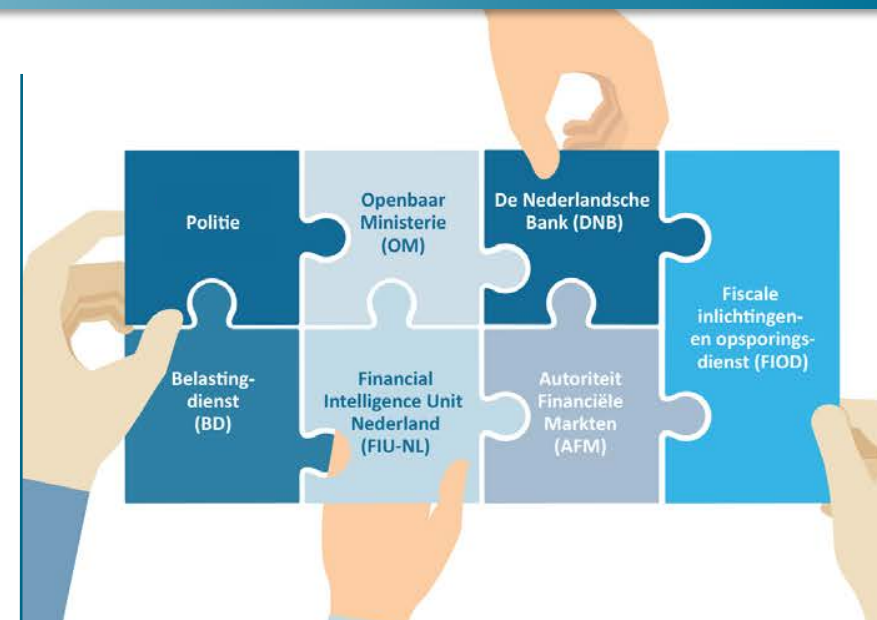 Politie
Openbaar
Ministerie
(OM)
De Nederlandsche
Bank (DNB)
Fiscale
inlichtingen-
en opsporings-
dienst (FIOD)
Belasting-
dienst
(BD)
Financial
Intelligence Unit
Nederland
(FIU-NL)
Autoriteit
Financiële
Markten
(AFM)